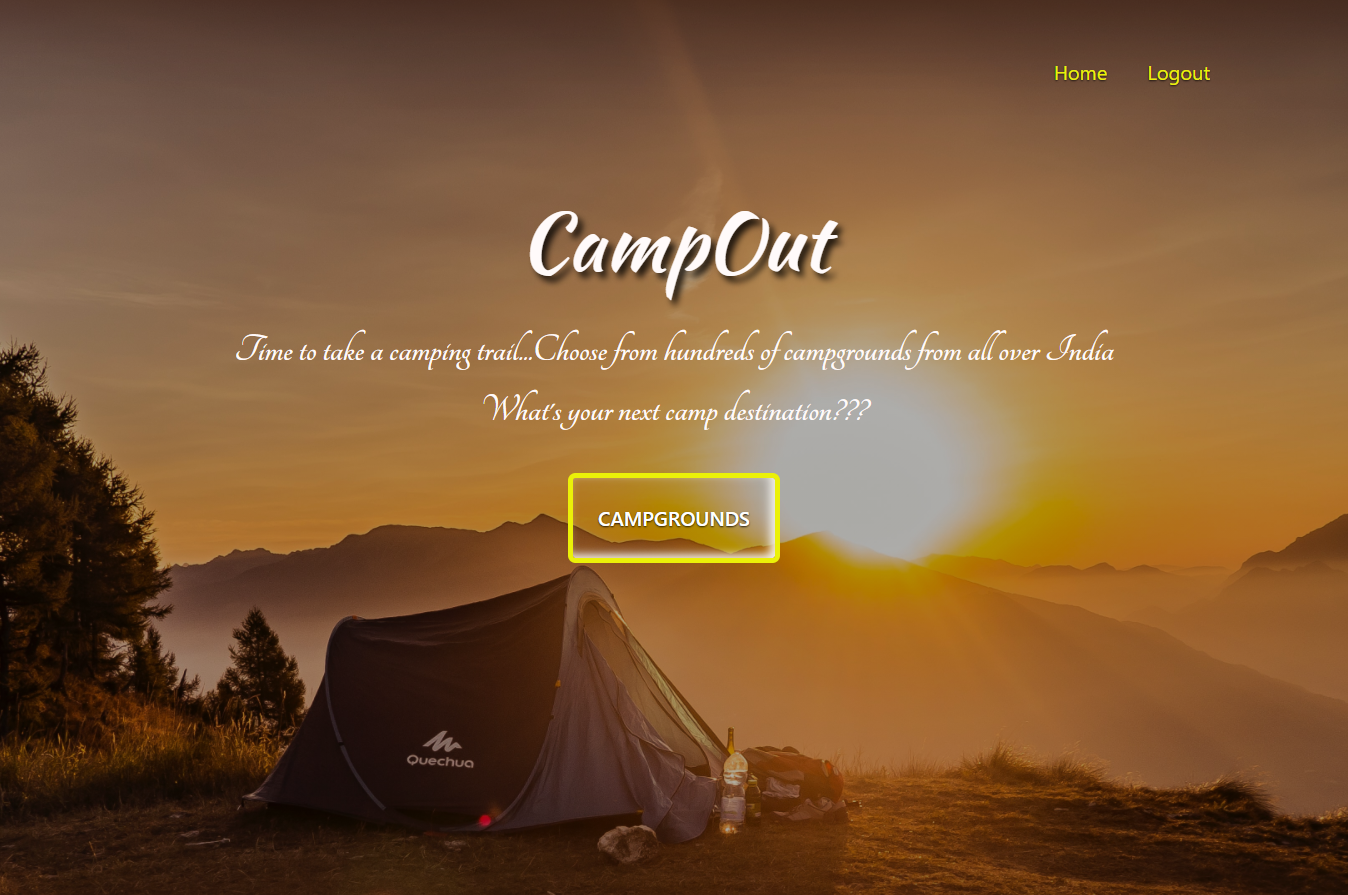 Home Logout
CampOut
Time to take a camping trail...Choose from hundreds of campgrounds from all over India
What's your next camp destination???
CAMPGROUNDS
Quechua